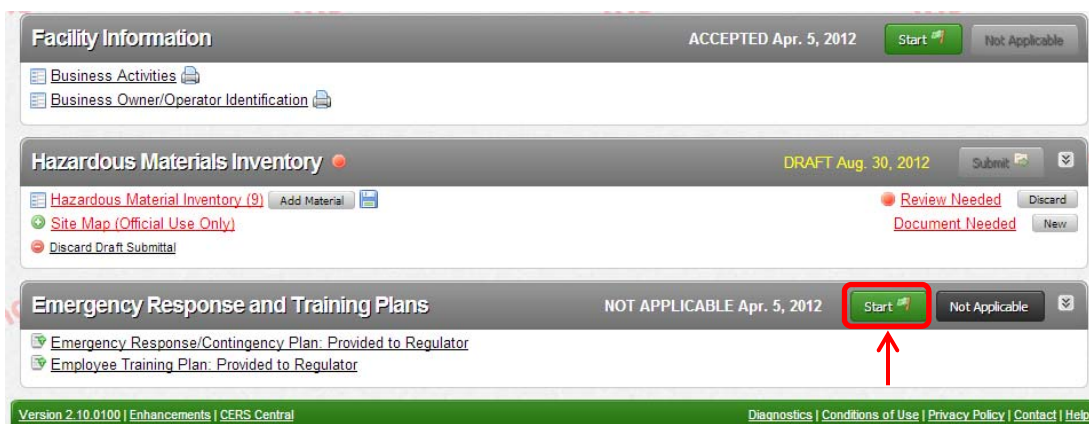 Facility Information ACCEPTED Apr. 5, 2012 Start Not Applicable
Business Activities
Business Owner/Operator Identification
Hazardous Materials Inventory DRAFT Aug. 30, 2012 Submit
Hazardous Material Inventory (9) Add Material Review Needed Discard
Site Map (Official Use Only) Document Needed New
Discard Draft Submittal
Emergency Response and Training Plans NOT APPLICABLE Apr. 5, 2012 Start Not Applicable
Emergency Response/Contingency Plan: Provided to Regulator
Employee Training Plan: Provided to Regulator
Version 2.10.0100 | Enhancements | CERS Central Diagnostics | Conditions of Use | Privacy Policy | Contact | Help